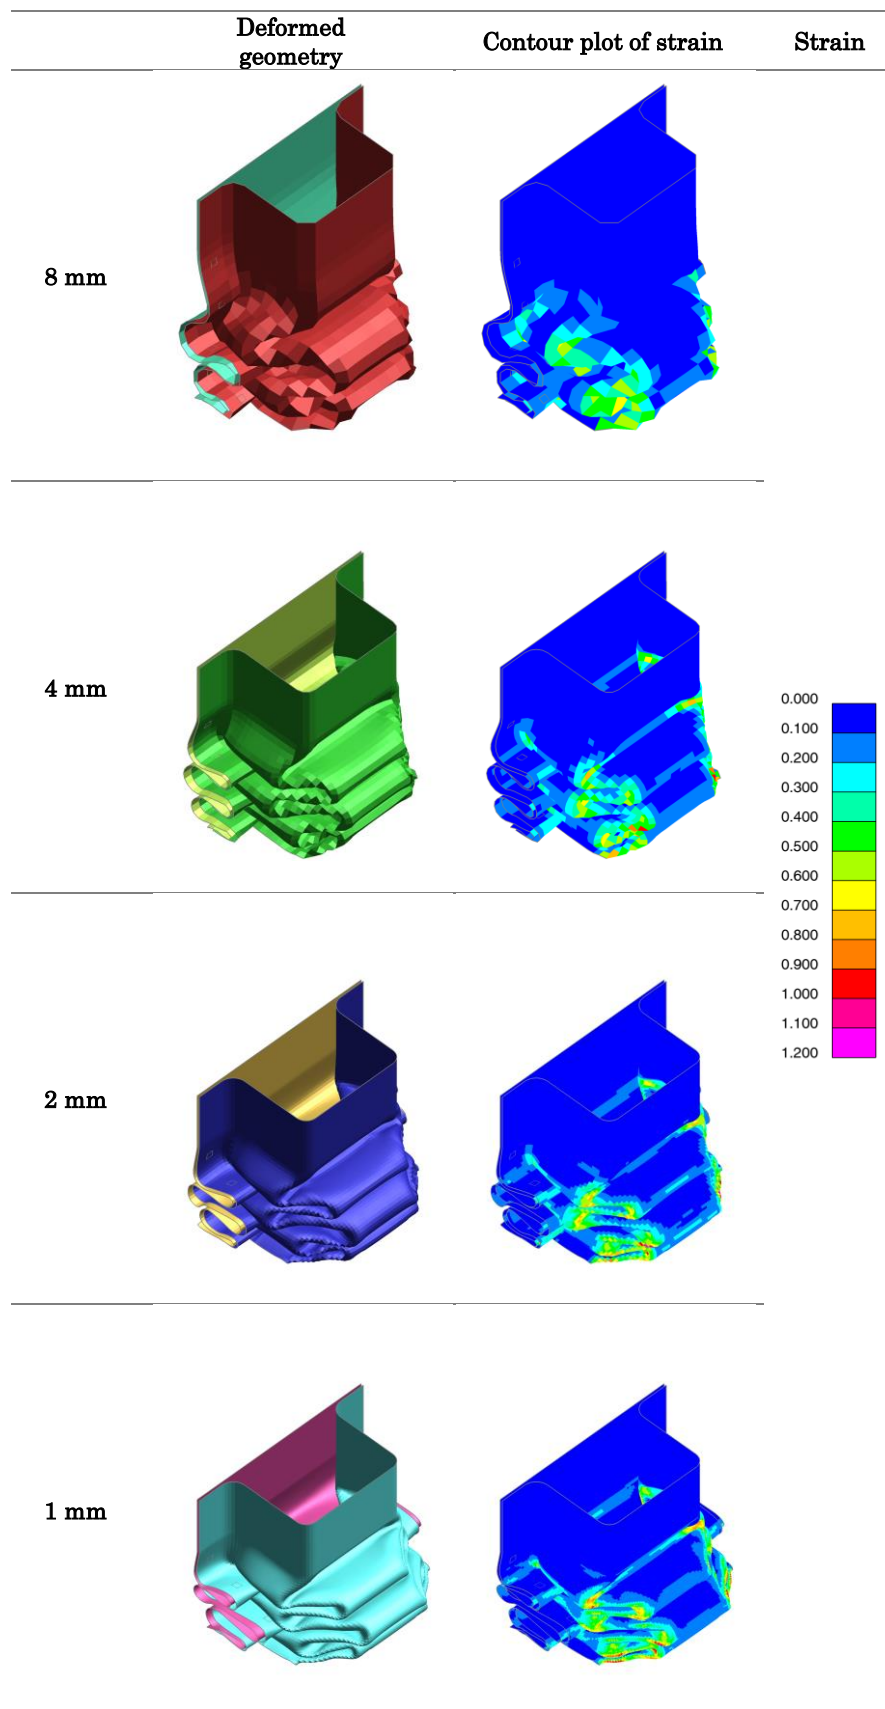 Deformed
geometry
Contour plot of strain
Strain
8 mm
4 mm
0.000
0.100
0.200
0.300
0.400
0.500
0.600
0.700
0.800
0.900
1.000
1.100
1.200
2 mm
1 mm